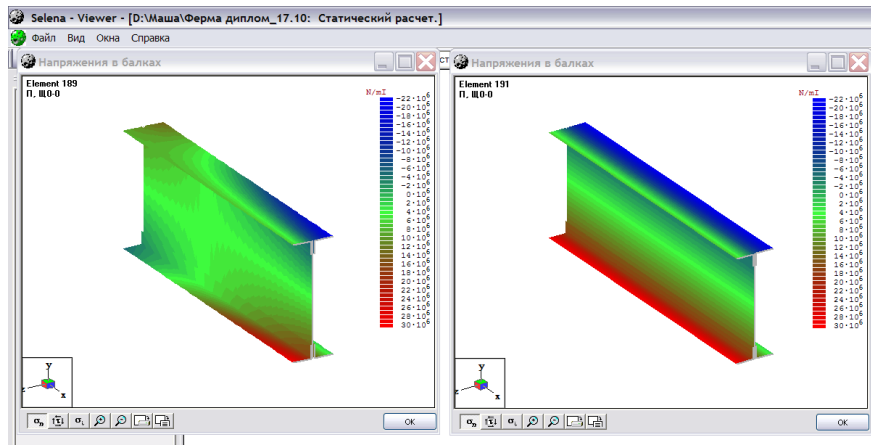 Selena - Viewer - [D:\Маша\Ферма диплом_17.10: Статический расчет.]
Файл Вид Окна Справка
Напряжения в балках
Element 189
П, Щ0-0
N/mI
-22·10⁶
-20·10⁶
-18·10⁶
-16·10⁶
-14·10⁶
-12·10⁶
-10·10⁶
-8·10⁶
-6·10⁶
-4·10⁶
-2·10⁶
0·10⁶
2·10⁶
4·10⁶
6·10⁶
8·10⁶
10·10⁶
12·10⁶
14·10⁶
16·10⁶
18·10⁶
20·10⁶
22·10⁶
24·10⁶
26·10⁶
28·10⁶
30·10⁶
y
z
x
σn
σi
ОК
ст
Напряжения в балках
Element 191
П, Щ0-0
N/mI
-22·10⁶
-20·10⁶
-18·10⁶
-16·10⁶
-14·10⁶
-12·10⁶
-10·10⁶
-8·10⁶
-6·10⁶
-4·10⁶
-2·10⁶
0·10⁶
2·10⁶
4·10⁶
6·10⁶
8·10⁶
10·10⁶
12·10⁶
14·10⁶
16·10⁶
18·10⁶
20·10⁶
22·10⁶
24·10⁶
26·10⁶
28·10⁶
30·10⁶
y
z
x
σn
σi
ОК